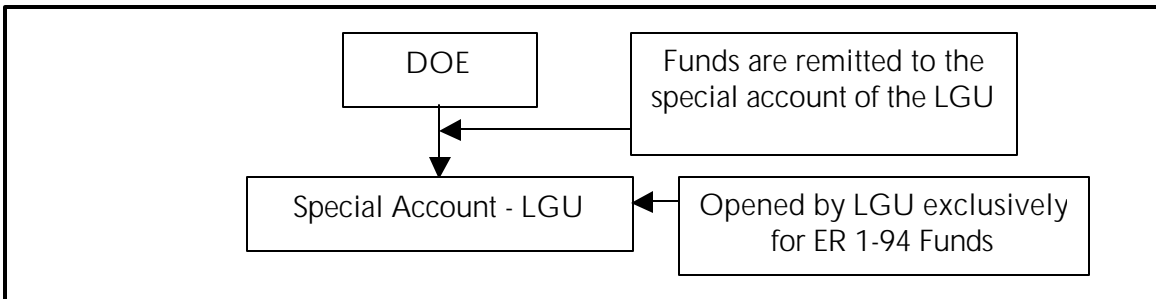 DOE
Funds are remitted to the
special account of the LGU
Special Account - LGU
Opened by LGU exclusively
for ER 1-94 Funds